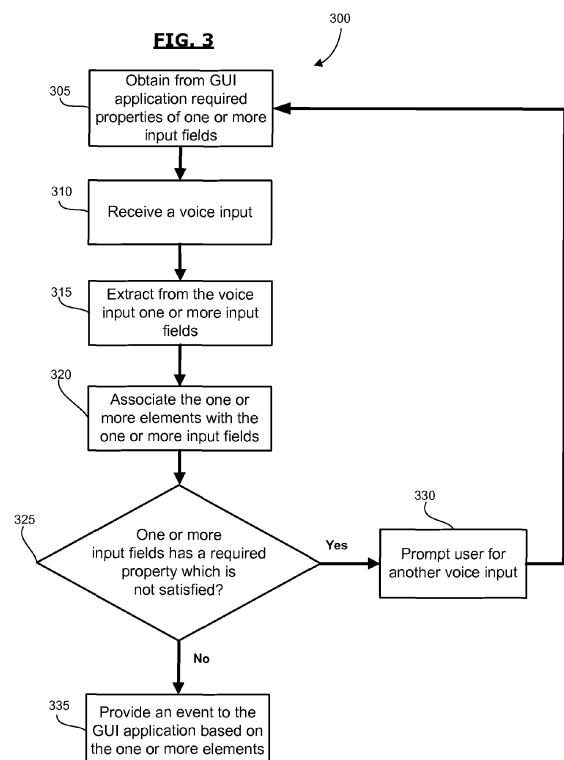 FIG. 3
300
305
Obtain from GUI
application required
properties of one or more
input fields
310
Receive a voice input
315
Extract from the voice
input one or more input
fields
320
Associate the one or
more elements with the
one or more input fields
325
One or more
input fields has a required
property which is
not satisfied?
Yes
330
Prompt user for
another voice input
No
335
Provide an event to the
GUI application based on
the one or more elements